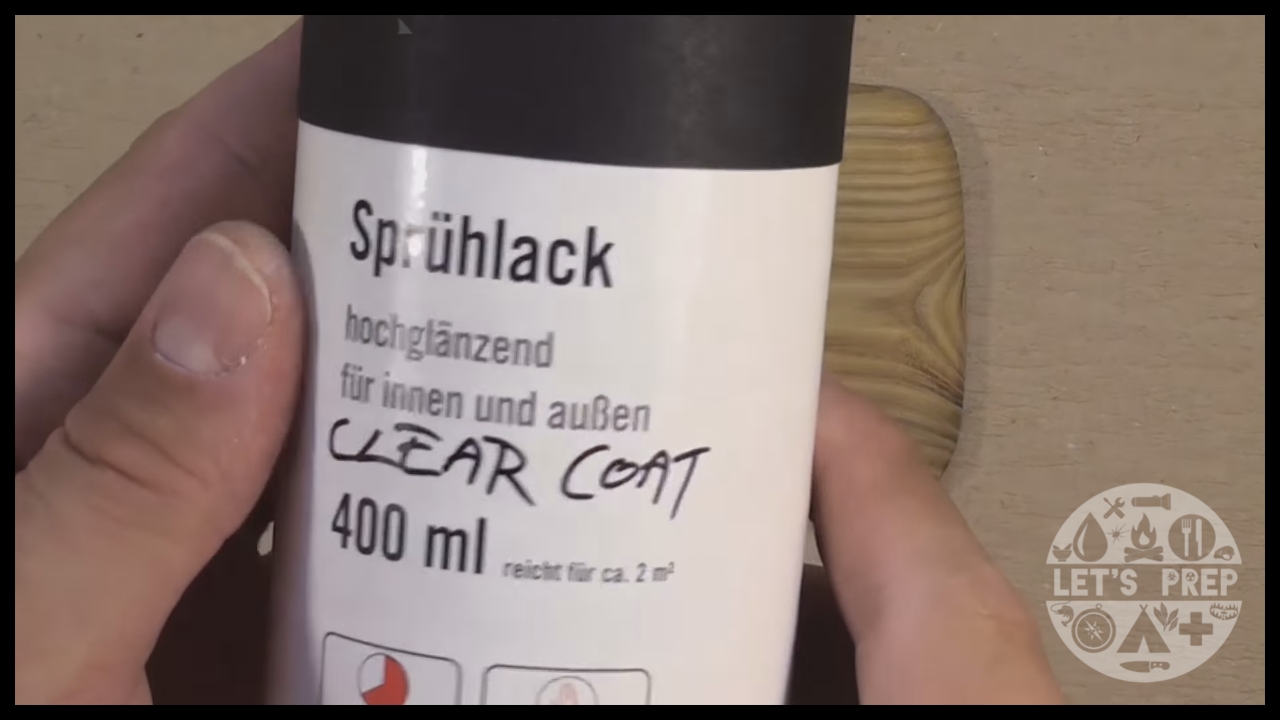 Sprühlack
hochglänzend
für innen und außen
CLEAR COAT
400 ml reicht für ca. 2 m²
LET'S PREP